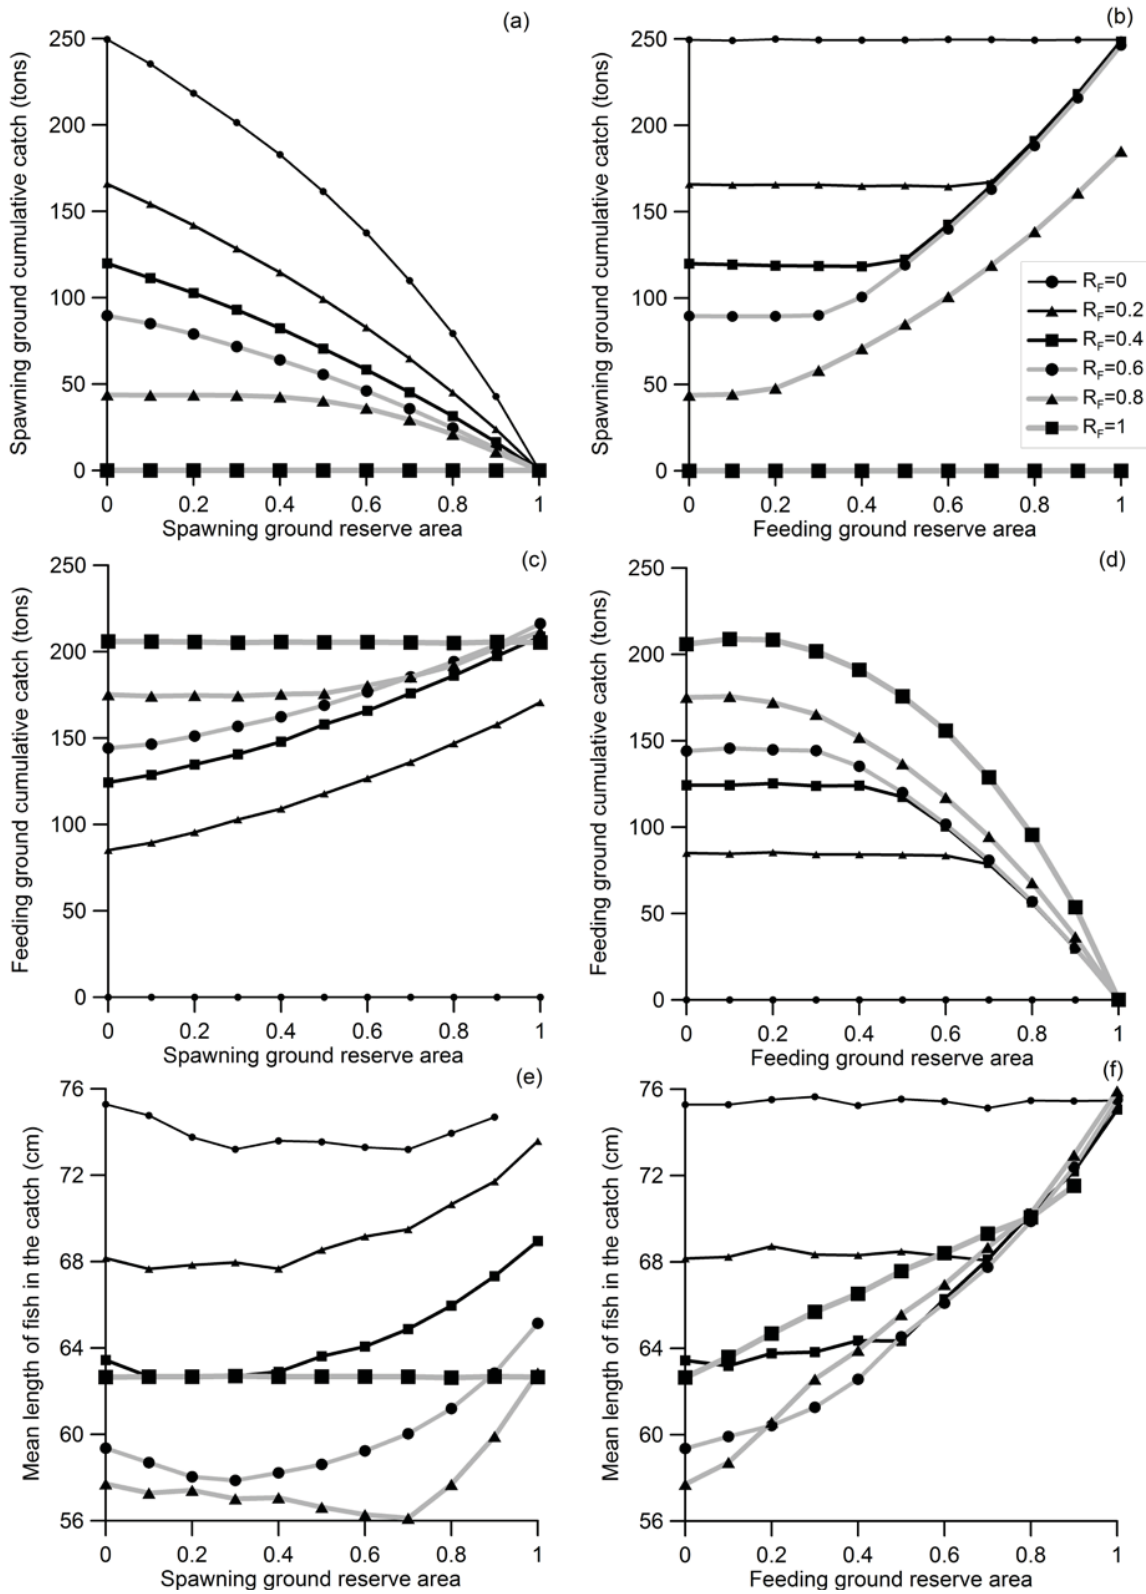 (a)
250
200
150
100
50
0
Spawning ground cumulative catch (tons)
0 0.2 0.4 0.6 0.8 1
Spawning ground reserve area
(b)
250
200
150
100
50
0
Spawning ground cumulative catch (tons)
R_F=0
R_F=0.2
R_F=0.4
R_F=0.6
R_F=0.8
R_F=1
0 0.2 0.4 0.6 0.8 1
Feeding ground reserve area
(c)
250
200
150
100
50
0
Feeding ground cumulative catch (tons)
0 0.2 0.4 0.6 0.8 1
Spawning ground reserve area
(d)
250
200
150
100
50
0
Feeding ground cumulative catch (tons)
0 0.2 0.4 0.6 0.8 1
Feeding ground reserve area
(e)
76
72
68
64
60
56
Mean length of fish in the catch (cm)
0 0.2 0.4 0.6 0.8 1
Spawning ground reserve area
(f)
76
72
68
64
60
56
Mean length of fish in the catch (cm)
0 0.2 0.4 0.6 0.8 1
Feeding ground reserve area